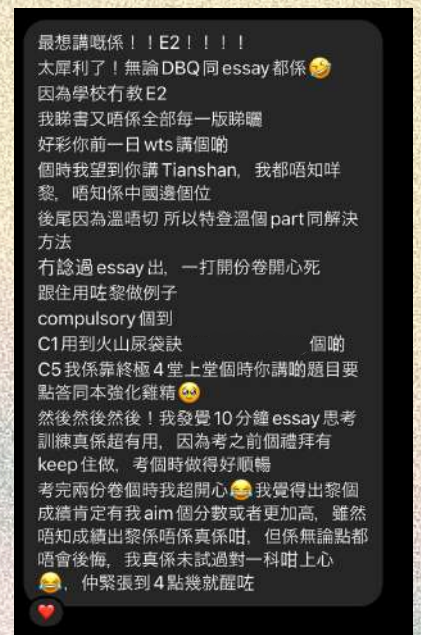 最想講嘅係！！E2！！！！
太犀利了！無論DBQ同essay都係🤣
因為學校冇教E2
我睇書又唔係全部每一版睇曬
好彩你前一日wts講個啲
個時我望到你講Tianshan，我都唔知咩
黎，唔知係中國邊個位
後尾因為溫唔切 所以特登溫個part同解決
方法
冇諗過essay出，一打開份卷開心死
跟住用咗黎做例子
compulsory個到
C1用到火山尿袋訣 個啲
C5我係靠終極4堂上堂個時你講啲題目要
點答同本強化雞精🥹
然後然後然後！我發覺10分鐘essay思考
訓練真係超有用，因為考之前個禮拜有
keep住做，考個時做得好順暢
考完兩份卷個時我超開心😂我覺得出黎個
成績肯定有我aim個分數或者更加高，雖然
唔知成績出黎係唔係真係咁，但係無論點都
唔會後悔，我真係未試過對一科咁上心
😂，仲緊張到4點幾就醒咗
❤️